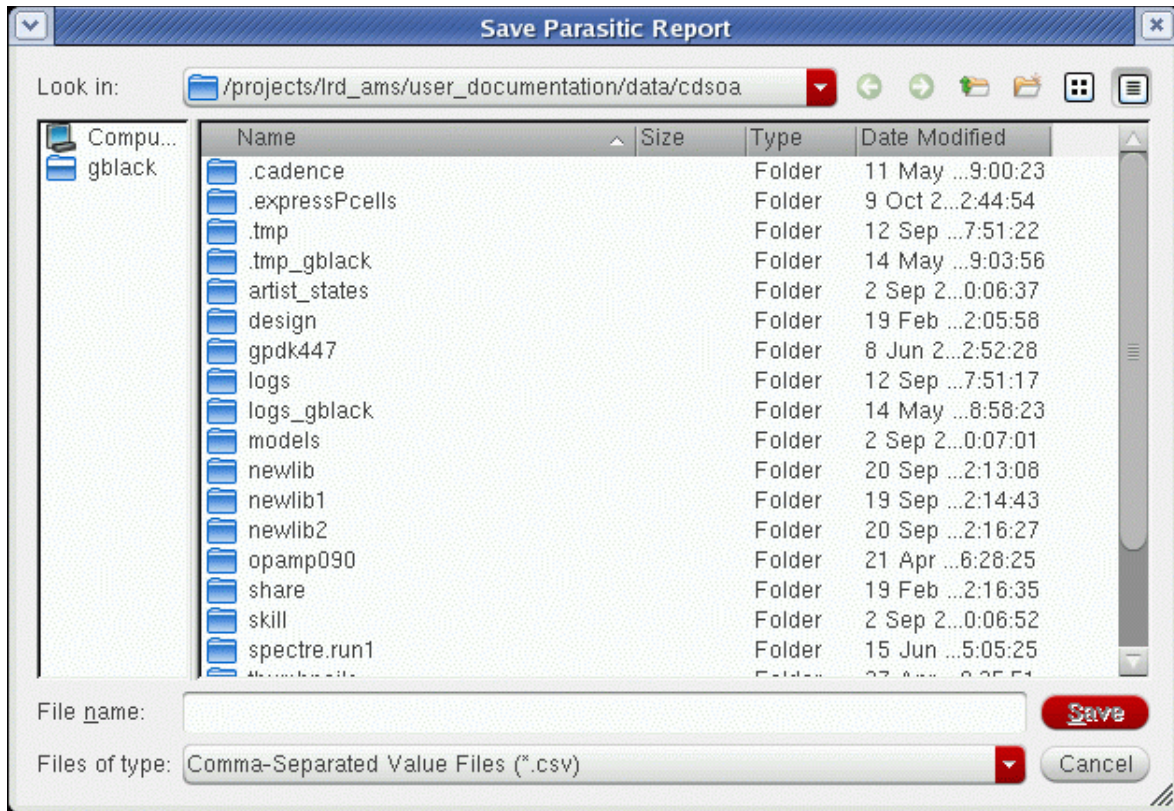 Save Parasitic Report
Look in: /projects/lrd_ams/user_documentation/data/cdsoa
Compu...
gblack
Name Size Type Date Modified
.cadence Folder 11 May ...9:00:23
.expressPcells Folder 9 Oct 2...2:44:54
.tmp Folder 12 Sep ...7:51:22
.tmp_gblack Folder 14 May ...9:03:56
artist_states Folder 2 Sep 2...0:06:37
design Folder 19 Feb ...2:05:58
gpdk447 Folder 8 Jun 2...2:52:28
logs Folder 12 Sep ...7:51:17
logs_gblack Folder 14 May ...8:58:23
models Folder 2 Sep 2...0:07:01
newlib Folder 20 Sep ...2:13:08
newlib1 Folder 19 Sep ...2:14:43
newlib2 Folder 20 Sep ...2:16:27
opamp090 Folder 21 Apr ...6:28:25
share Folder 19 Feb ...2:16:35
skill Folder 2 Sep 2...0:06:52
spectre.run1 Folder 15 Jun ...5:05:25
File name: Save
Files of type: Comma-Separated Value Files (*.csv) Cancel